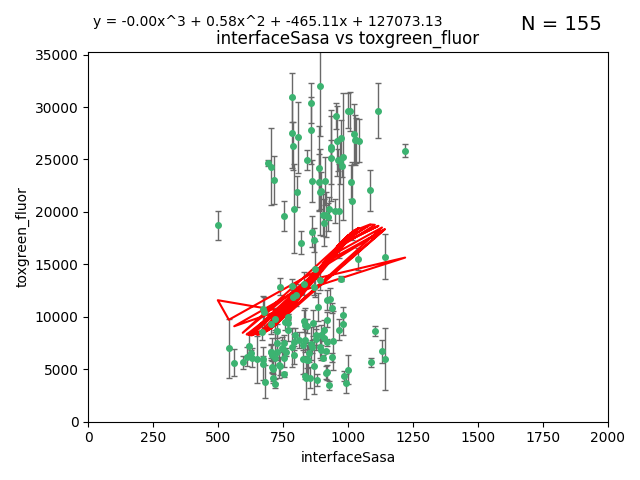 y = -0.00x^3 + 0.58x^2 + -465.11x + 127073.13
N = 155
interfaceSasa vs toxgreen_fluor
35000
30000
25000
20000
15000
10000
5000
0
toxgreen_fluor
0 250 500 750 1000 1250 1500 1750 2000
interfaceSasa